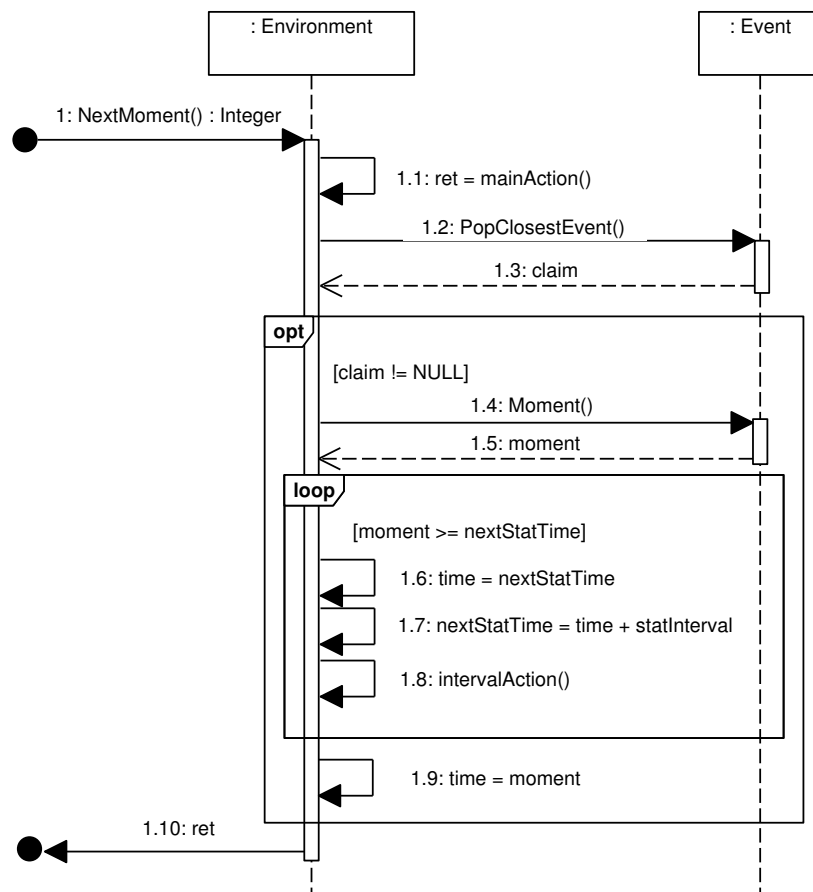 : Environment
: Event
1: NextMoment() : Integer
1.1: ret = mainAction()
1.2: PopClosestEvent()
1.3: claim
opt
[claim != NULL]
1.4: Moment()
1.5: moment
loop
[moment >= nextStatTime]
1.6: time = nextStatTime
1.7: nextStatTime = time + statInterval
1.8: intervalAction()
1.9: time = moment
1.10: ret